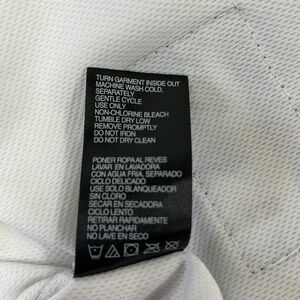 TURN GARMENT INSIDE OUT
MACHINE WASH COLD,
SEPARATELY
GENTLE CYCLE
USE ONLY
NON-CHLORINE BLEACH
TUMBLE DRY LOW
REMOVE PROMPTLY
DO NOT IRON
DO NOT DRY CLEAN
PONER ROPA AL REVES
LAVAR EN LAVADORA
CON AGUA FRIA, SEPARADO
CICLO DELICADO
USE SOLO BLANQUEADOR
SIN CLORO
SECAR EN SECADORA
CICLO LENTO
RETIRAR RAPIDAMENTE
NO PLANCHAR
NO LAVE EN SECO